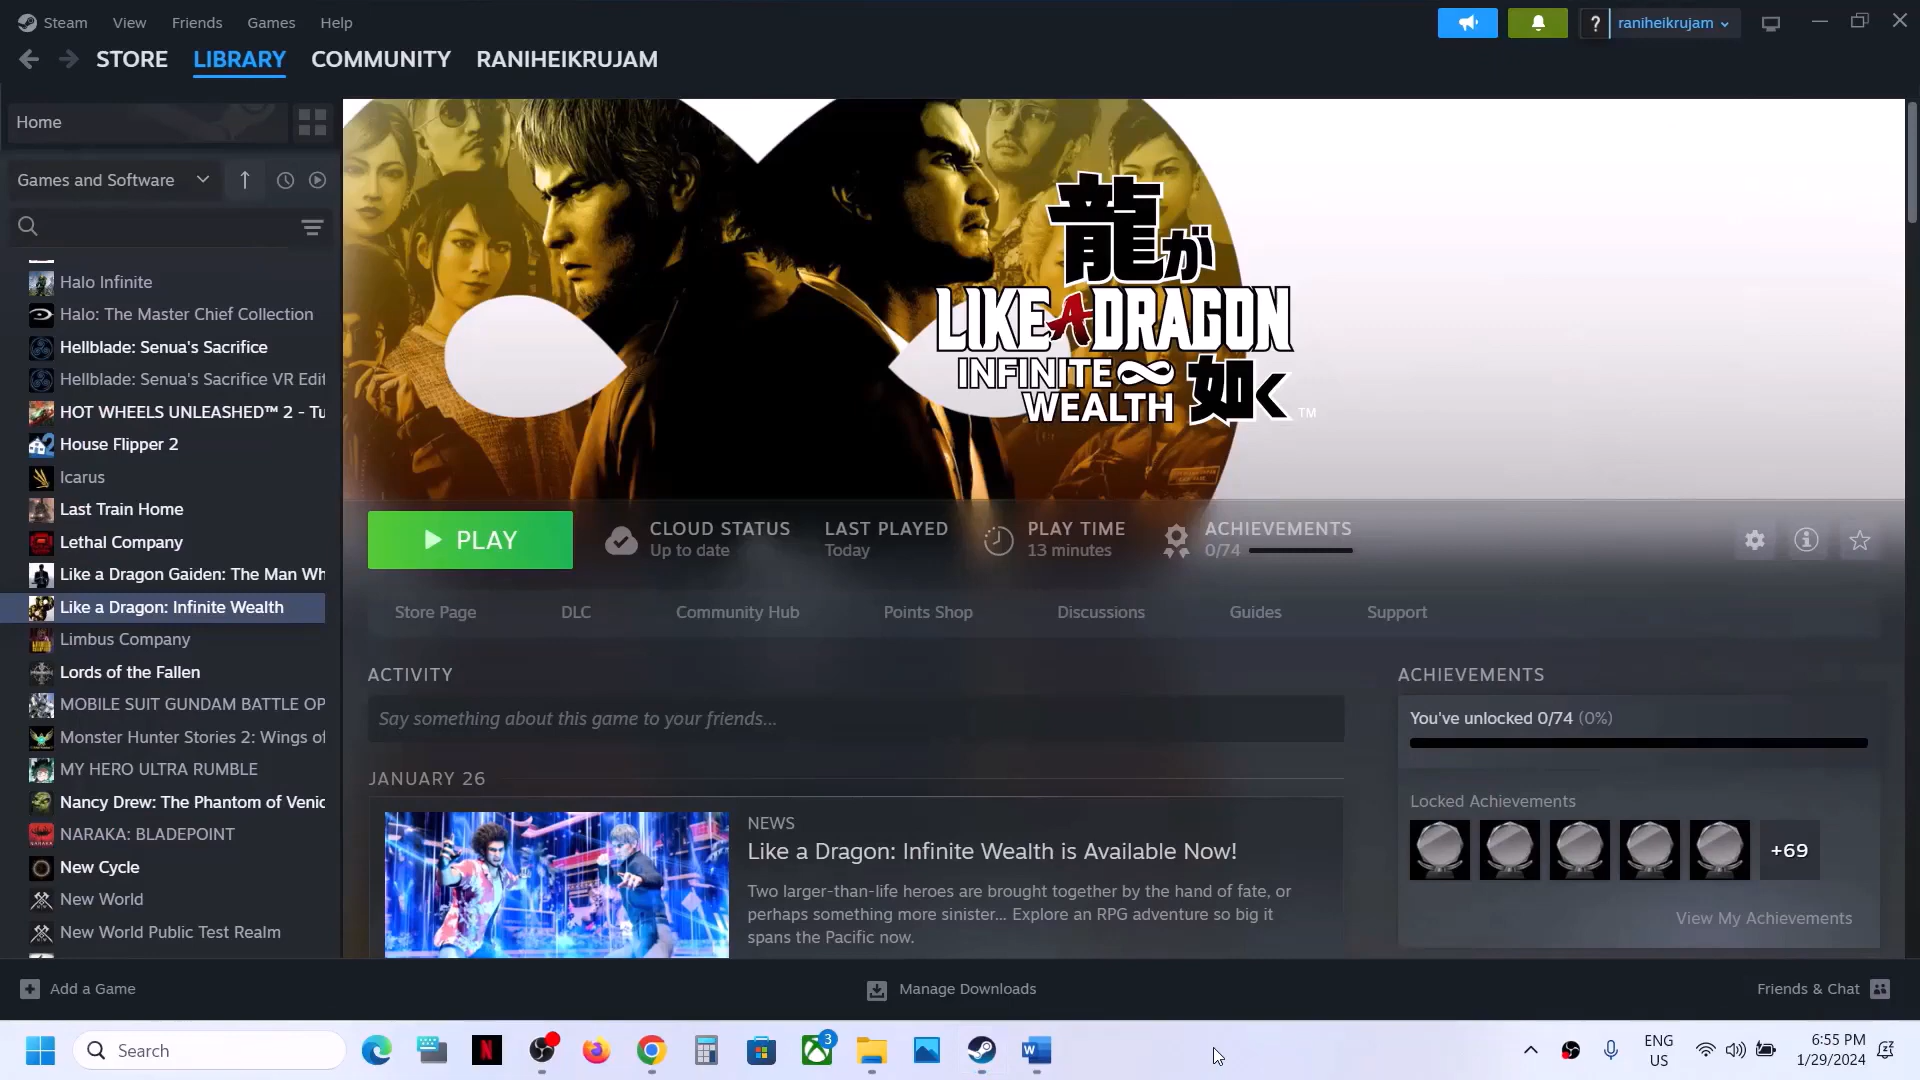 Steam View Friends Games Help
? raniheikrujam
STORE LIBRARY COMMUNITY RANIHEIKRUJAM
Home
Games and Software
Halo Infinite
Halo: The Master Chief Collection
Hellblade: Senua's Sacrifice
Hellblade: Senua's Sacrifice VR Edit
HOT WHEELS UNLEASHED™ 2 - Tu
House Flipper 2
Icarus
Last Train Home
Lethal Company
Like a Dragon Gaiden: The Man Wh
Like a Dragon: Infinite Wealth
Limbus Company
Lords of the Fallen
MOBILE SUIT GUNDAM BATTLE OP
Monster Hunter Stories 2: Wings of
MY HERO ULTRA RUMBLE
Nancy Drew: The Phantom of Venic
NARAKA: BLADEPOINT
New Cycle
New World
New World Public Test Realm
龍が
LIKE A DRAGON
INFINITE
WEALTH 如く TM
PLAY
CLOUD STATUS
Up to date
LAST PLAYED
Today
PLAY TIME
13 minutes
ACHIEVEMENTS
0/74
Store Page DLC Community Hub Points Shop Discussions Guides Support
ACTIVITY
Say something about this game to your friends...
JANUARY 26
NEWS
Like a Dragon: Infinite Wealth is Available Now!
Two larger-than-life heroes are brought together by the hand of fate, or
perhaps something more sinister... Explore an RPG adventure so big it
spans the Pacific now.
ACHIEVEMENTS
You've unlocked 0/74 (0%)
Locked Achievements
+69
View My Achievements
Add a Game
Manage Downloads
Friends & Chat
Search
N
3
W
ENG
US
6:55 PM
1/29/2024